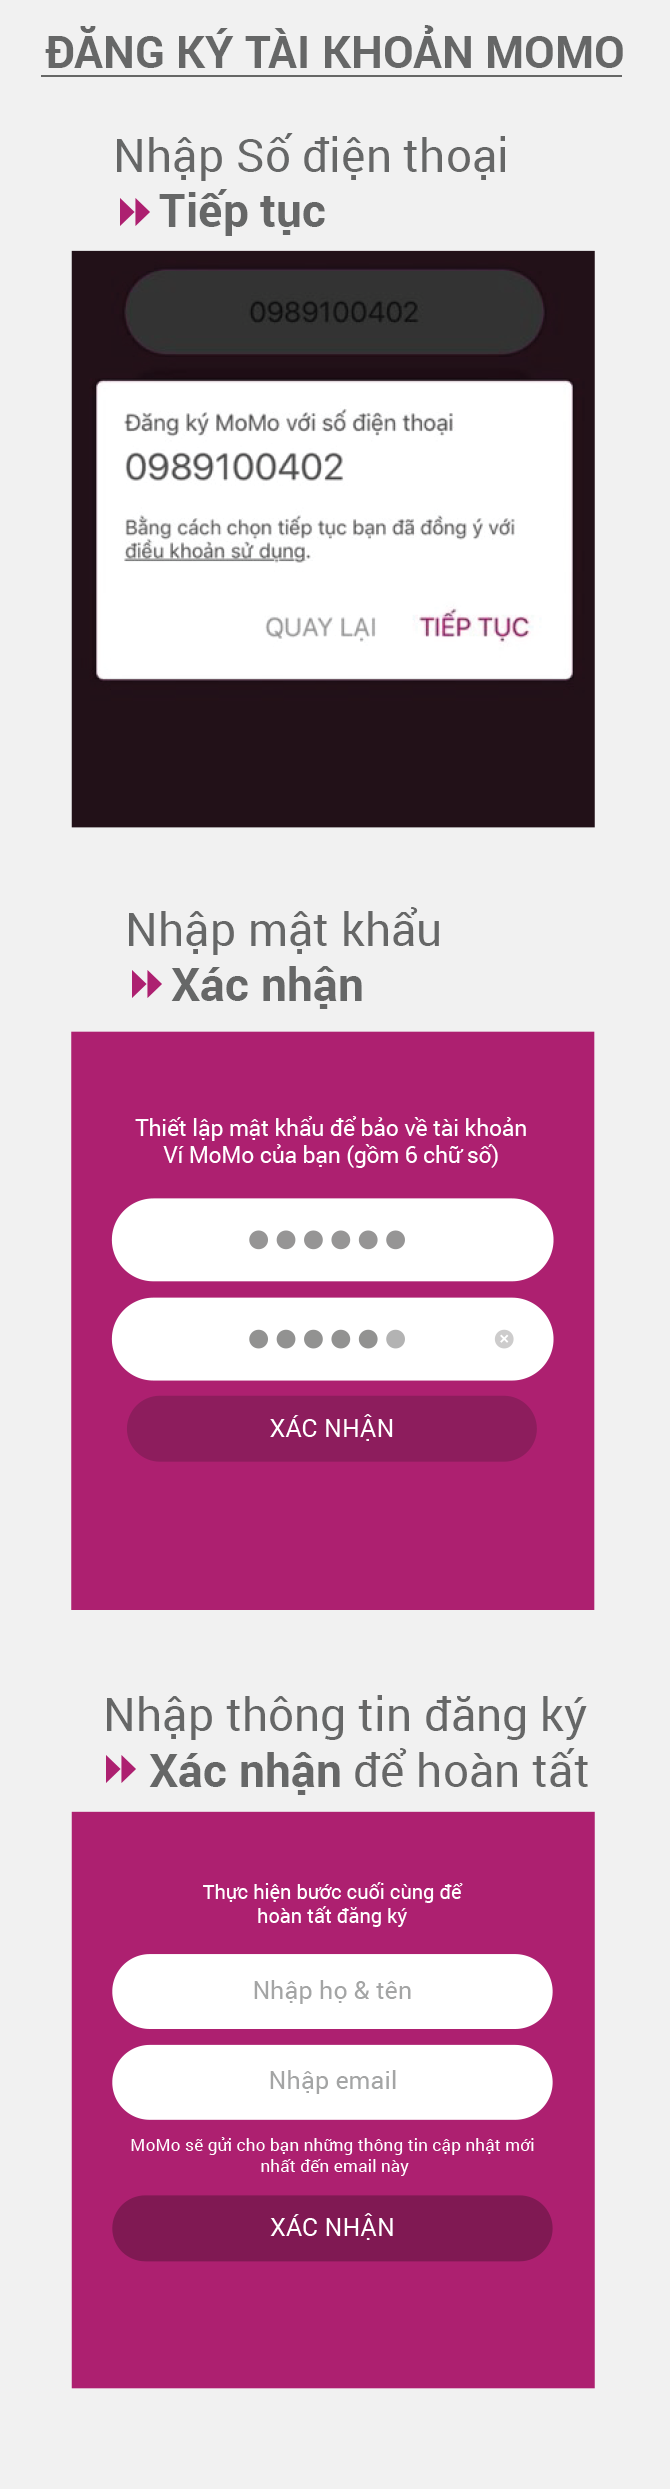 ĐĂNG KÝ TÀI KHOẢN MOMO
Nhập Số điện thoại
Tiếp tục
0989100402
Đăng ký MoMo với số điện thoại
0989100402
Bằng cách chọn tiếp tục bạn đã đồng ý với
điều khoản sử dụng.
QUAY LẠI TIẾP TỤC
Nhập mật khẩu
Xác nhận
Thiết lập mật khẩu để bảo về tài khoản
Ví MoMo của bạn (gồm 6 chữ số)
XÁC NHẬN
Nhập thông tin đăng ký
Xác nhận để hoàn tất
Thực hiện bước cuối cùng để
hoàn tất đăng ký
Nhập họ & tên
Nhập email
MoMo sẽ gửi cho bạn những thông tin cập nhật mới
nhất đến email này
XÁC NHẬN